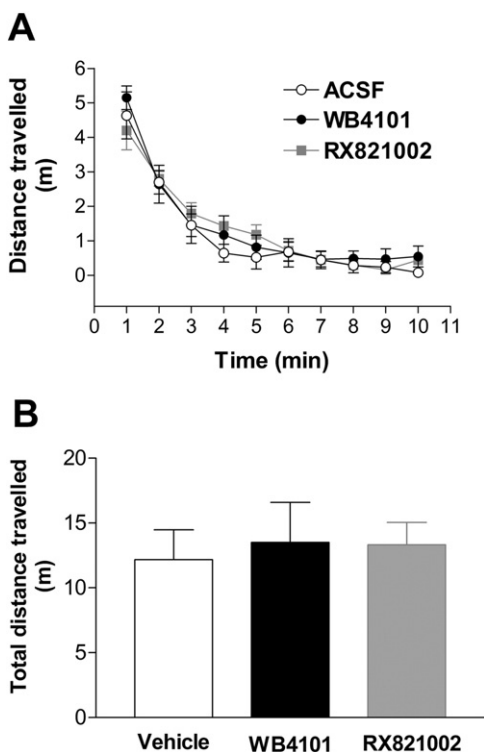 A
Distance travelled
(m)
6
5
4
3
2
1
0
ACSF
WB4101
RX821002
0 1 2 3 4 5 6 7 8 9 10 11
Time (min)
B
Total distance travelled
(m)
20
15
10
5
0
Vehicle WB4101 RX821002